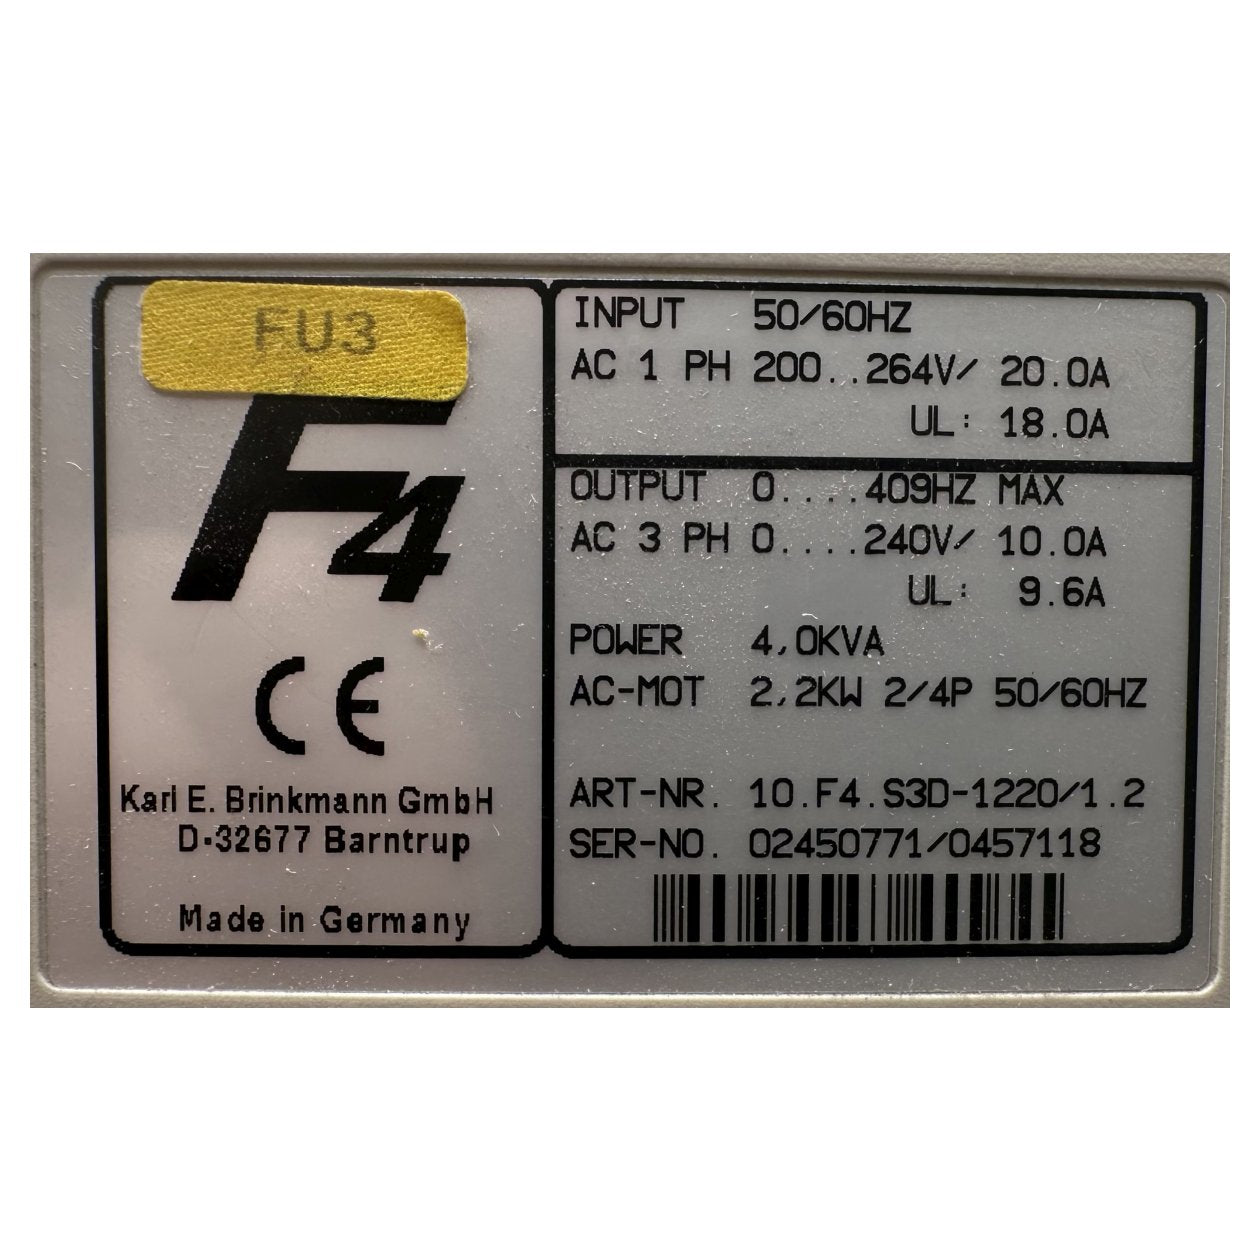 FU3
F4
CE
Karl E. Brinkmann GmbH
D-32677 Barntrup
Made in Germany
INPUT 50/60HZ
AC 1 PH 200..264V/ 20.0A
UL: 18.0A
OUTPUT 0....409HZ MAX
AC 3 PH 0....240V/ 10.0A
UL: 9.6A
POWER 4,0KVA
AC-MOT 2,2KW 2/4P 50/60HZ
ART-NR. 10.F4.S3D-1220/1.2
SER-NO. 02450771/0457118